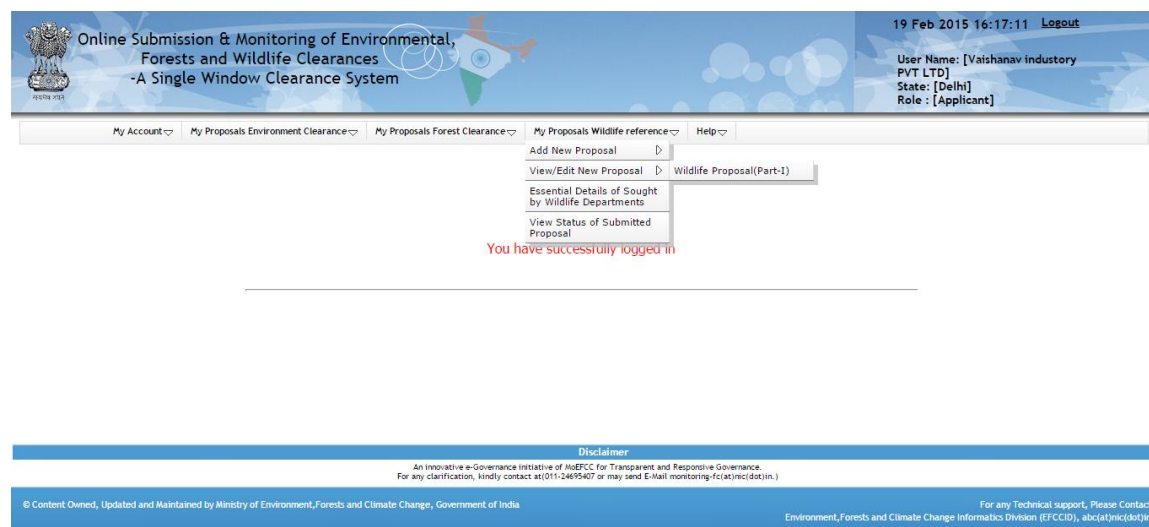 19 Feb 2015 16:17:11 Logout
Online Submission & Monitoring of Environmental,
Forests and Wildlife Clearances
-A Single Window Clearance System
User Name: [Vaishanav industory
PVT LTD]
State: [Delhi]
Role : [Applicant]
My Account My Proposals Environment Clearance My Proposals Forest Clearance My Proposals Wildlife reference Help
Add New Proposal
View/Edit New Proposal Wildlife Proposal(Part-I)
Essential Details of Sought
by Wildlife Departments
View Status of Submitted
Proposal
You have successfully logged in
Disclaimer
An innovative e-Governance initiative of MoEFCC for Transparent and Responsive Governance.
For any clarification, kindly contact at(011-24695407 or may send E-Mail monitoring-fc(at)nic(dot)in.)
© Content Owned, Updated and Maintained by Ministry of Environment,Forests and Climate Change, Government of India
For any Technical support, Please Contact
Environment,Forests and Climate Change Informatics Division (EFCCID), abc(at)nic(dot)in